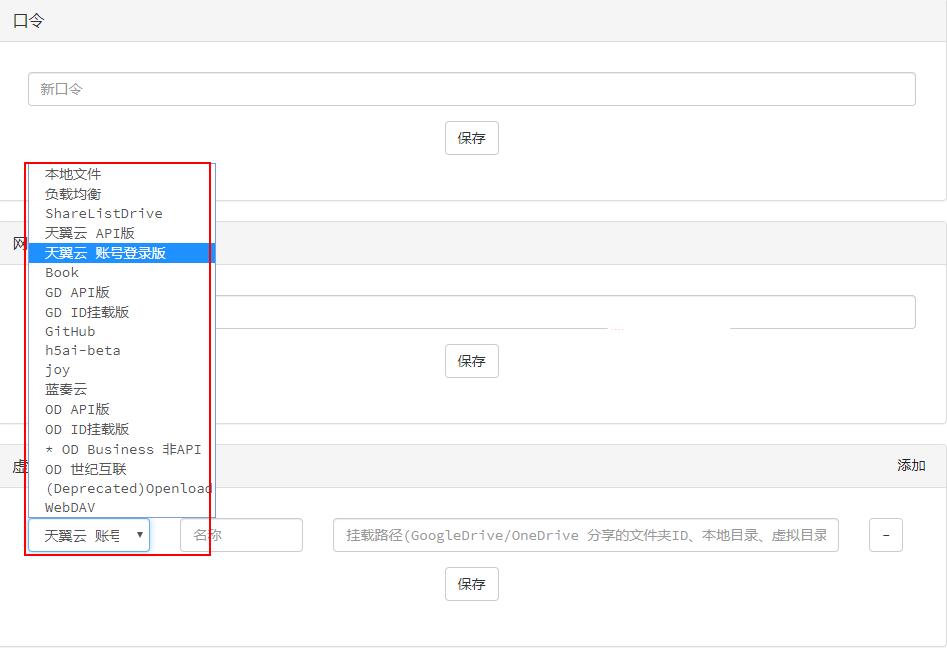 口令
新口令
保存
本地文件
负载均衡
ShareListDrive
天翼云 API版
天翼云 账号登录版
Book
GD API版
GD ID挂载版
GitHub
h5ai-beta
joy
蓝奏云
OD API版
OD ID挂载版
* OD Business 非API
OD 世纪互联
(Deprecated)Openload
WebDAV
网
保存
虚
添加
天翼云 账号
名称
挂载路径(GoogleDrive/OneDrive 分享的文件夹ID、本地目录、虚拟目录
-
保存